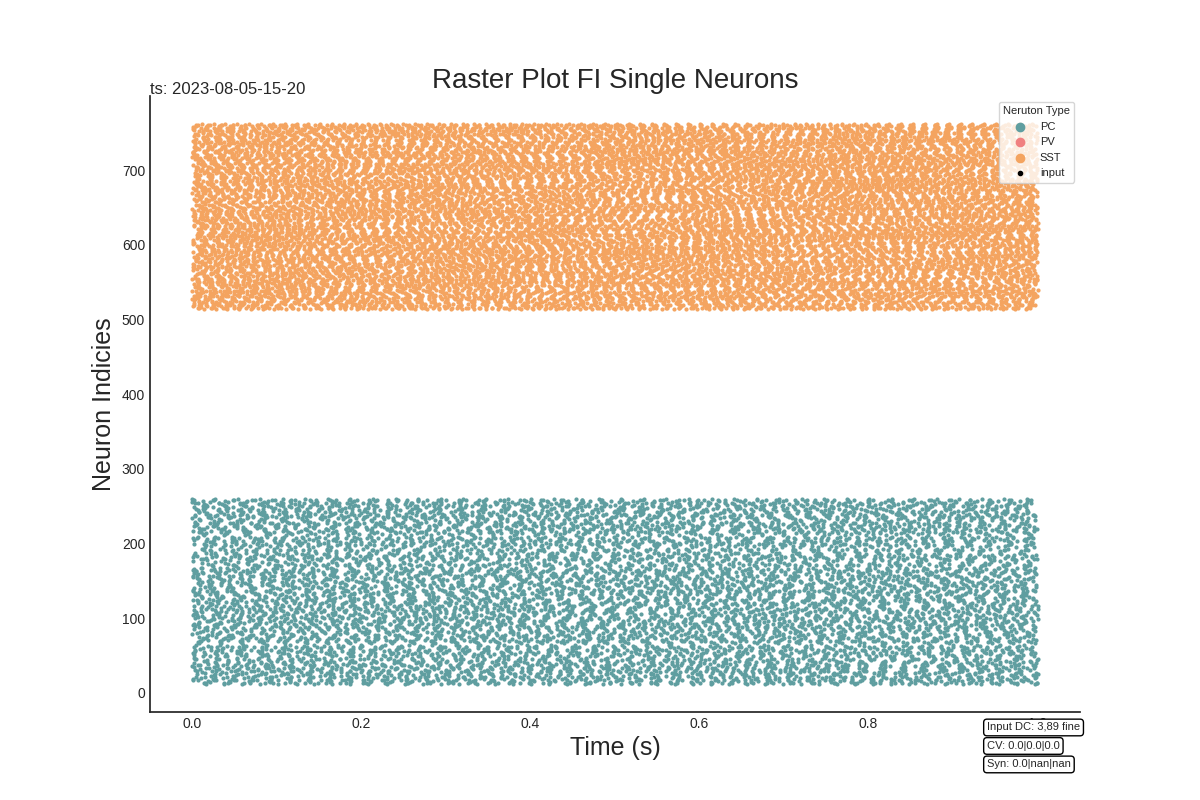 Raster Plot FI Single Neurons
ts: 2023-08-05-15-20
Neruton Type
PC
PV
SST
input
700
600
500
400
300
200
100
0
Neuron Indicies
0.0 0.2 0.4 0.6 0.8
Time (s)
Input DC: 3,89 fine
CV: 0.0|0.0|0.0
Syn: 0.0|nan|nan